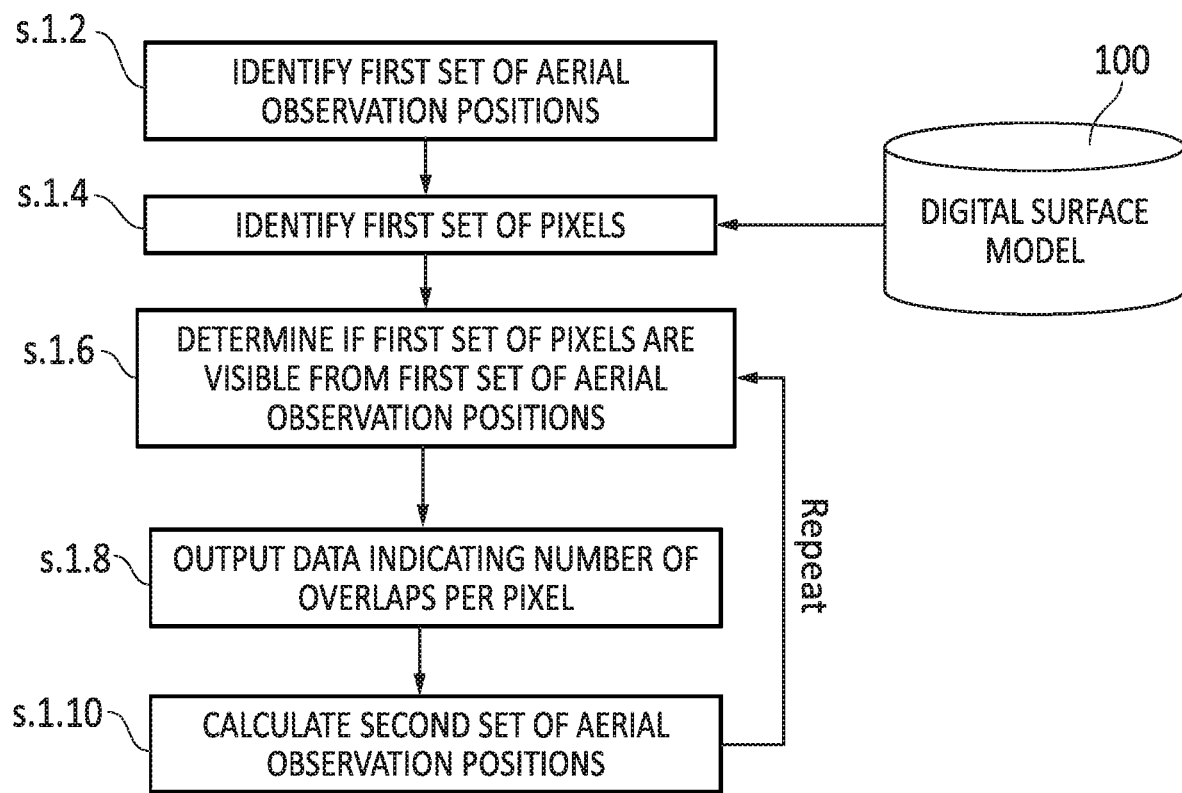 s.1.2
IDENTIFY FIRST SET OF AERIAL
OBSERVATION POSITIONS
100
s.1.4
IDENTIFY FIRST SET OF PIXELS
DIGITAL SURFACE
MODEL
s.1.6
DETERMINE IF FIRST SET OF PIXELS ARE
VISIBLE FROM FIRST SET OF AERIAL
OBSERVATION POSITIONS
Repeat
s.1.8
OUTPUT DATA INDICATING NUMBER OF
OVERLAPS PER PIXEL
s.1.10
CALCULATE SECOND SET OF AERIAL
OBSERVATION POSITIONS